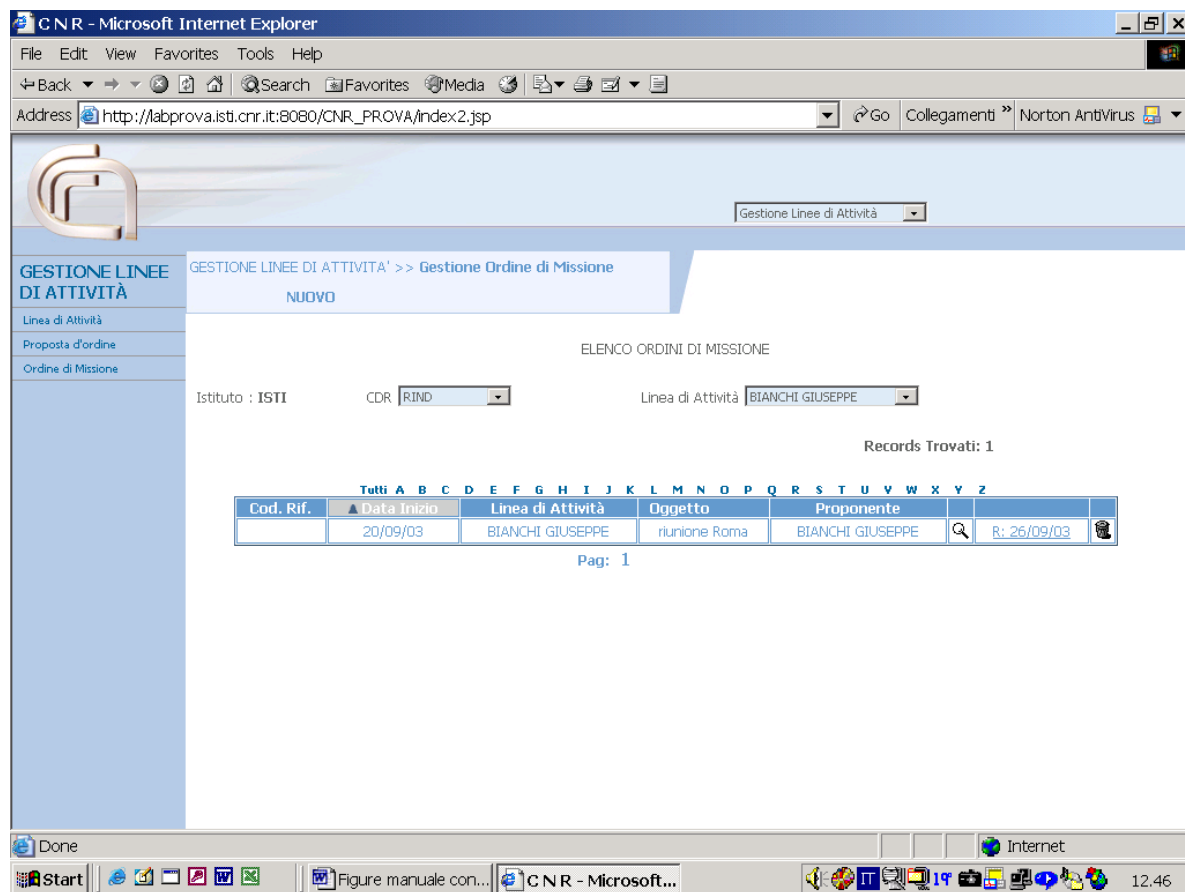 C N R - Microsoft Internet Explorer
File Edit View Favorites Tools Help
Back Search Favorites Media
Address http://labprova.isti.cnr.it:8080/CNR_PROVA/index2.jsp Go Collegamenti » Norton AntiVirus
Gestione Linee di Attività
GESTIONE LINEE DI ATTIVITÀ
Linea di Attività
Proposta d'ordine
Ordine di Missione
GESTIONE LINEE DI ATTIVITA' >> Gestione Ordine di Missione
NUOVO
ELENCO ORDINI DI MISSIONE
Istituto : ISTI CDR RIND Linea di Attività BIANCHI GIUSEPPE
Records Trovati: 1
Tutti A B C D E F G H I J K L M N O P Q R S T U V W X Y Z
Cod. Rif. Data Inizio Linea di Attività Oggetto Proponente
20/09/03 BIANCHI GIUSEPPE riunione Roma BIANCHI GIUSEPPE R: 26/09/03
Pag: 1
Done Internet
Start Figure manuale con... C N R - Microsoft... IT 12.46